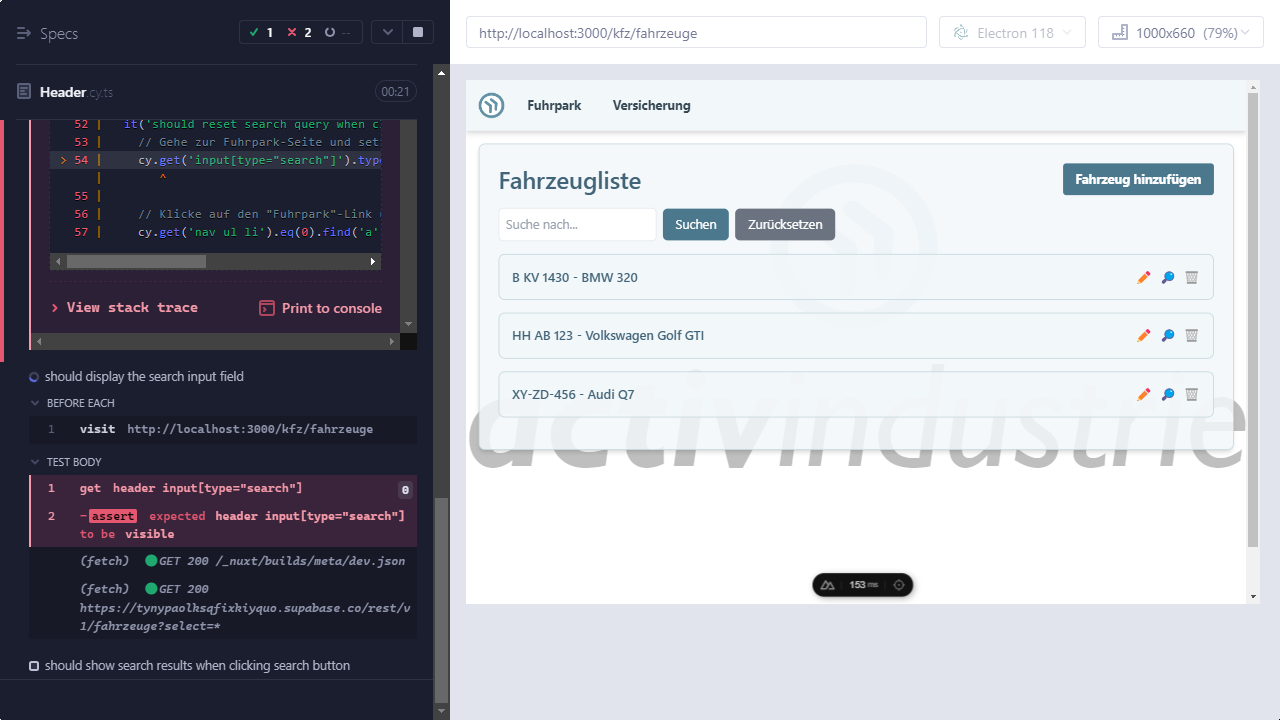 Specs
1
2
--
Header.cy.ts
00:21
52 | it('should reset search query when c
53 | // Gehe zur Fuhrpark-Seite und set
> 54 | cy.get('input[type="search"]').type
| ^
55 |
56 | // Klicke auf den "Fuhrpark"-Link
57 | cy.get('nav ul li').eq(0).find('a'
View stack trace
Print to console
should display the search input field
BEFORE EACH
1 visit http://localhost:3000/kfz/fahrzeuge
TEST BODY
1 get header input[type="search"] 0
2 -assert expected header input[type="search"]
to be visible
(fetch) GET 200 /_nuxt/builds/meta/dev.json
(fetch) GET 200
https://tynypaolhsqfixhiyquo.supabase.co/rest/v
1/fahrzeuge?select=*
should show search results when clicking search button
http://localhost:3000/kfz/fahrzeuge
Electron 118
1000x660 (79%)
Fuhrpark
Versicherung
Fahrzeugliste
Fahrzeug hinzufügen
Suche nach...
Suchen
Zurücksetzen
B KV 1430 - BMW 320
HH AB 123 - Volkswagen Golf GTI
XY-ZD-456 - Audi Q7
activindustrie
153 ms